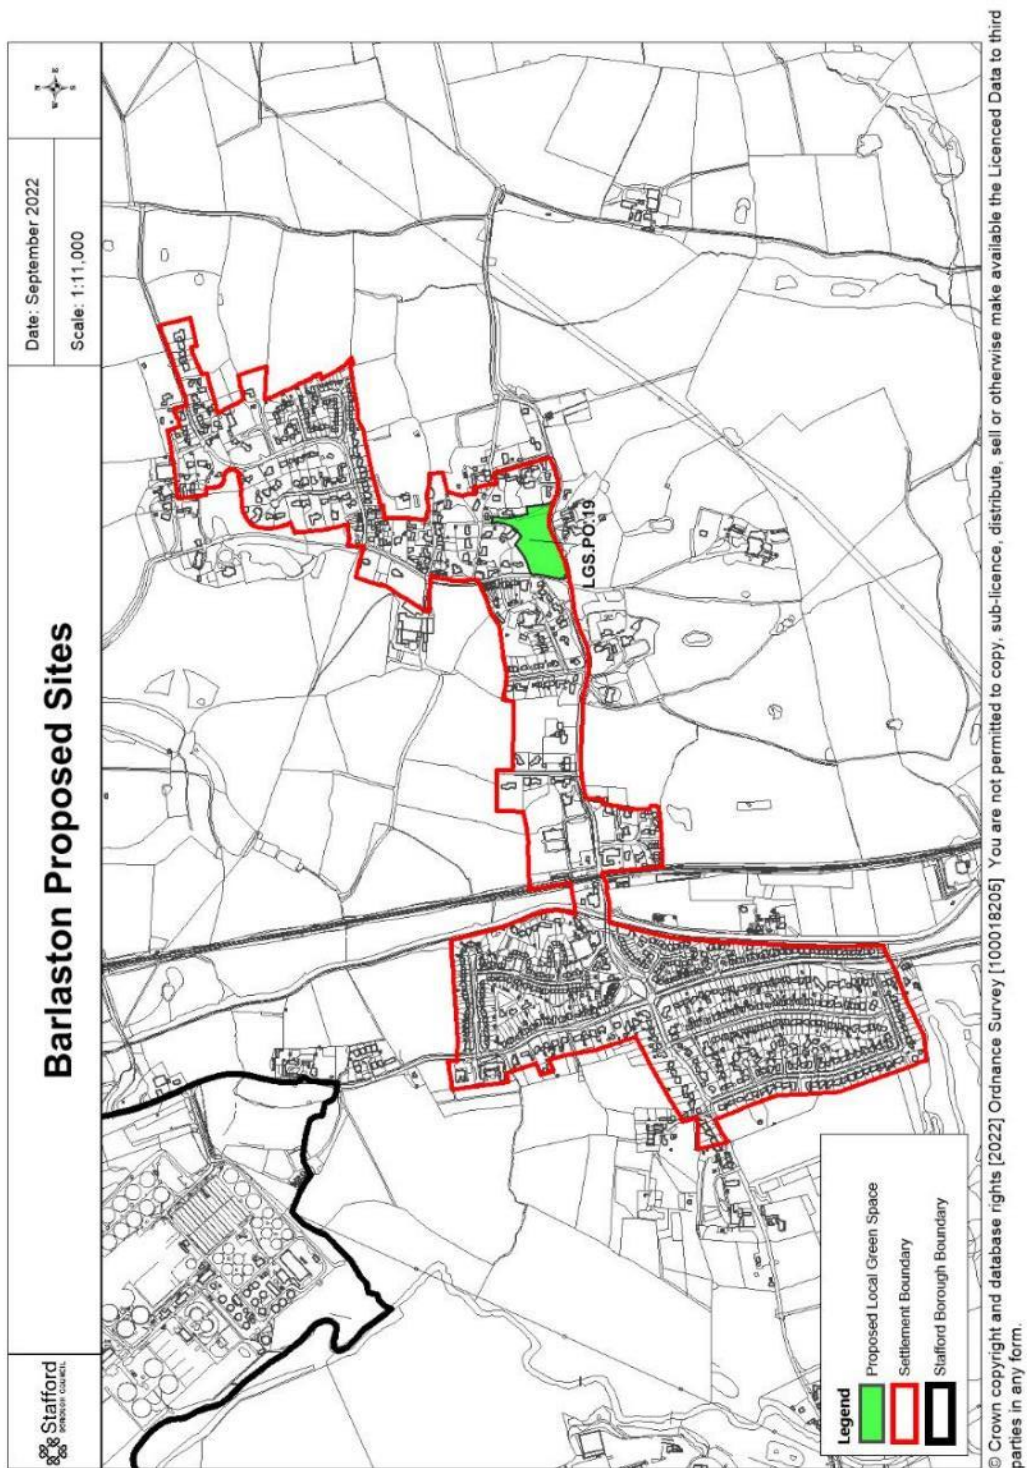 Stafford
BOROUGH COUNCIL
Barlaston Proposed Sites
Date: September 2022
Scale: 1:11,000
N
E
S
W
LGS.PO.19
Legend
Proposed Local Green Space
Settlement Boundary
Stafford Borough Boundary
© Crown copyright and database rights [2022] Ordnance Survey [100018205] You are not permitted to copy, sub-licence, distribute, sell or otherwise make available the Licenced Data to third
parties in any form.